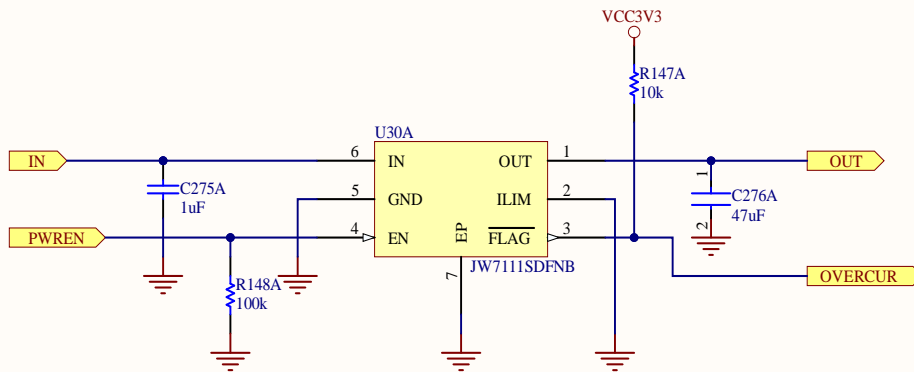 VCC3V3
R147A
10k
U30A
IN
6
IN
OUT
1
OUT
C275A
1uF
5
GND
ILIM
2
1
C276A
47uF
2
PWREN
4
EN
EP
FLAG
3
7
JW7111SDFNB
OVERCUR
R148A
100k